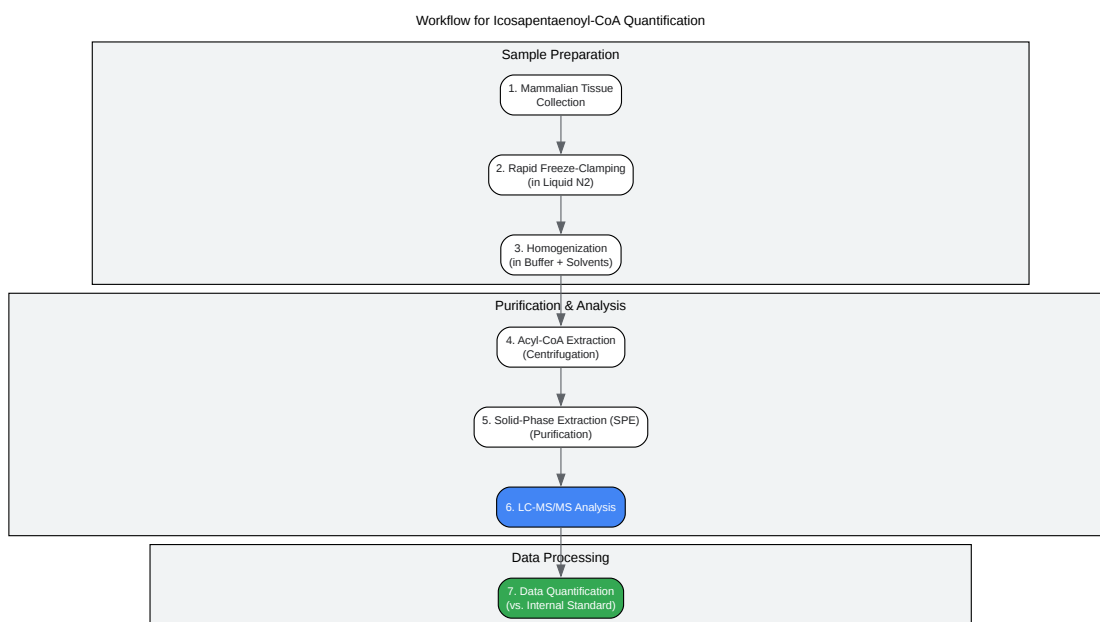 Workflow for Icosapentaenoyl-CoA Quantification
Sample Preparation
1. Mammalian Tissue
Collection
2. Rapid Freeze-Clamping
(in Liquid N2)
3. Homogenization
(in Buffer + Solvents)
Purification & Analysis
4. Acyl-CoA Extraction
(Centrifugation)
5. Solid-Phase Extraction (SPE)
(Purification)
6. LC-MS/MS Analysis
Data Processing
7. Data Quantification
(vs. Internal Standard)